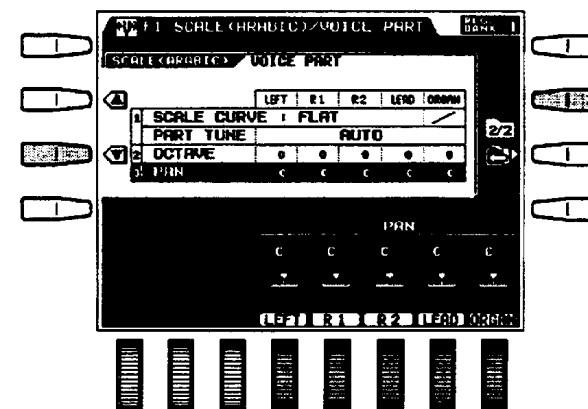 F1 SCALE(ARABIC)/VOICE PART
REG BANK 1
SCALE(ARABIC) VOICE PART
LEFT R1 R2 LEAD ORGAN
1 SCALE CURVE : FLAT
PART TUNE AUTO
2 OCTAVE 0 0 0 0 0
3 PAN C C C C C
2/2
PAN
C C C C C
LEFT R1 R2 LEAD ORGAN